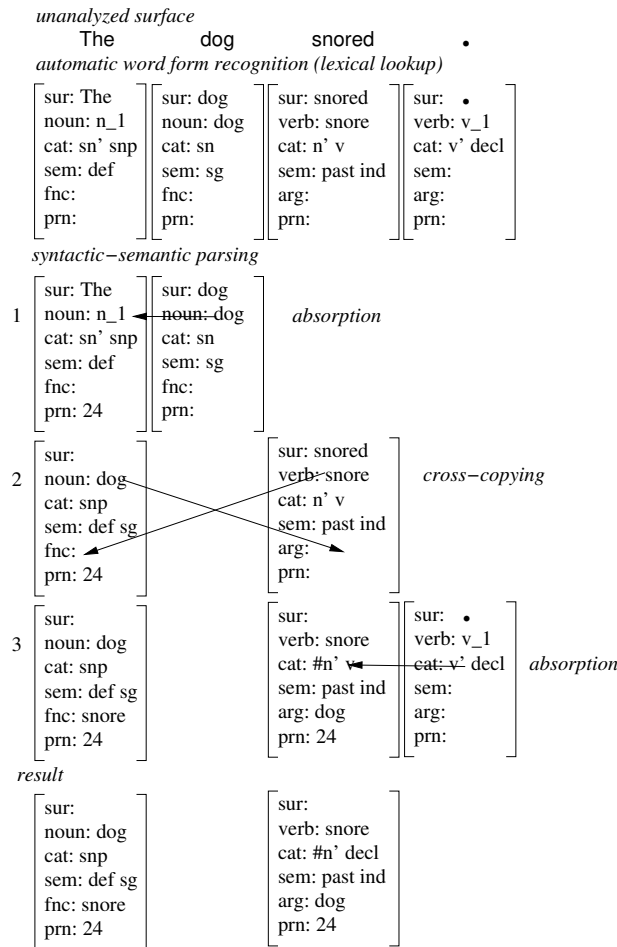 unanalyzed surface
The dog snored •
automatic word form recognition (lexical lookup)
sur: The sur: dog sur: snored sur: •
noun: n_1 noun: dog verb: snore verb: v_1
cat: sn’ snp cat: sn cat: n’ v cat: v’ decl
sem: def sem: sg sem: past ind sem:
fnc: fnc: arg: arg:
prn: prn: prn: prn:
syntactic−semantic parsing
sur: The sur: dog
1 noun: n_1 noun: dog absorption
cat: sn’ snp cat: sn
sem: def sem: sg
fnc: fnc:
prn: 24 prn:
sur: sur: snored
2 noun: dog verb: snore cross−copying
cat: snp cat: n’ v
sem: def sg sem: past ind
fnc: arg:
prn: 24 prn:
sur: sur: sur: •
3 noun: dog verb: snore verb: v_1
cat: snp cat: #n’ v cat: v’ decl absorption
sem: def sg sem: past ind sem:
fnc: snore arg: dog arg:
prn: 24 prn: 24 prn:
result
sur: sur:
noun: dog verb: snore
cat: snp cat: #n’ decl
sem: def sg sem: past ind
fnc: snore arg: dog
prn: 24 prn: 24